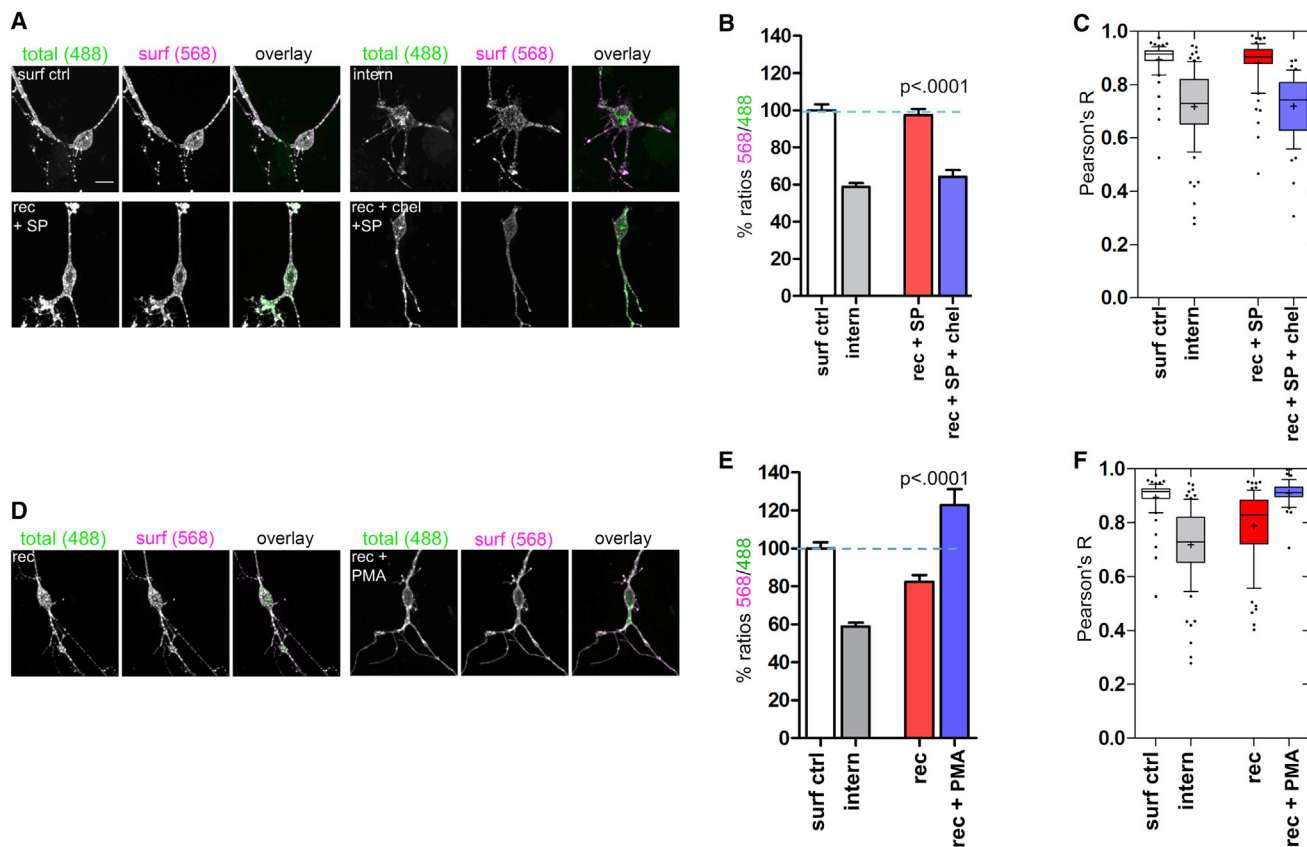 A
total (488) surf (568) overlay total (488) surf (568) overlay
surf ctrl
intern
rec
+ SP
rec + chel
+SP
B
% ratios 568/488
140
120
100
80
60
40
20
0
p<.0001
surf ctrl
intern
rec + SP
rec + SP + chel
C
Pearson's R
1.0
0.8
0.6
0.4
0.2
0.0
surf ctrl
intern
rec + SP
rec + SP + chel
D
total (488) surf (568) overlay total (488) surf (568) overlay
rec
rec +
PMA
E
% ratios 568/488
140
120
100
80
60
40
20
0
p<.0001
surf ctrl
intern
rec
rec + PMA
F
Pearson's R
1.0
0.8
0.6
0.4
0.2
0.0
surf ctrl
intern
rec
rec + PMA